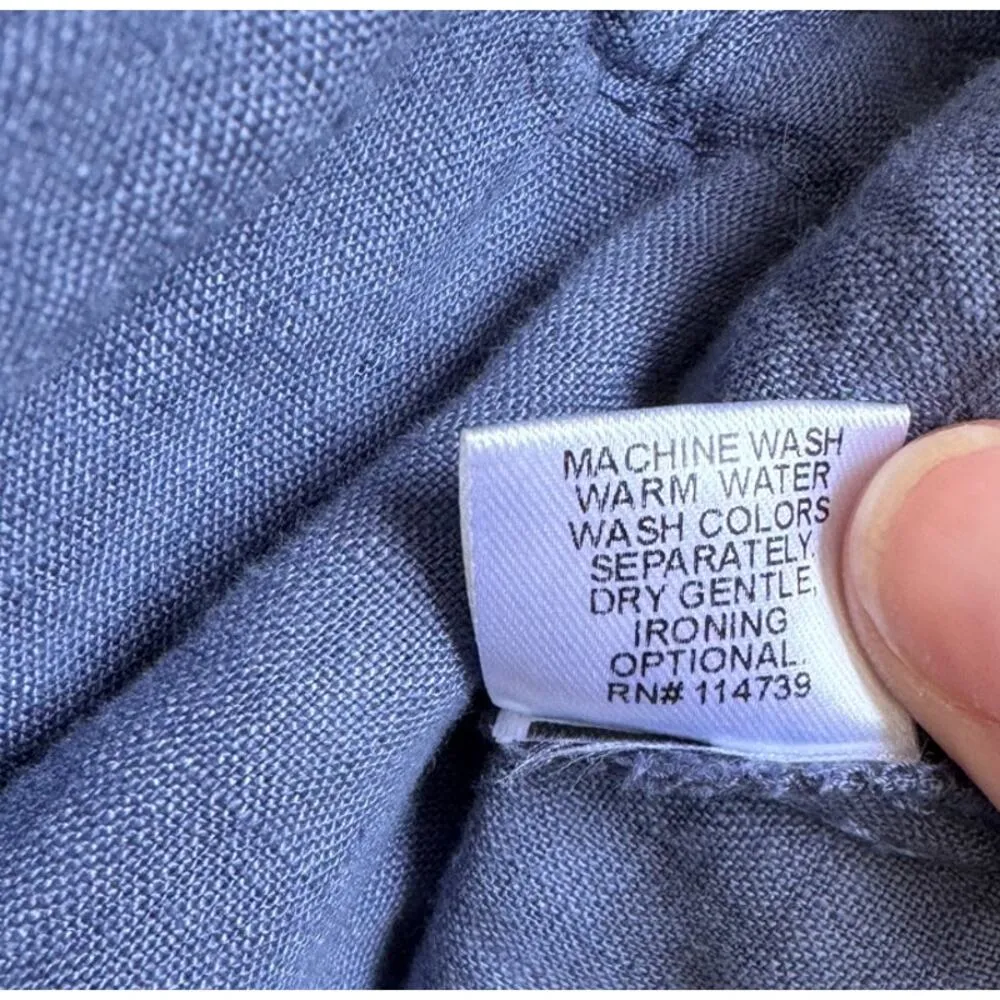 MACHINE WASH
WARM WATER
WASH COLORS
SEPARATELY.
DRY GENTLE,
IRONING
OPTIONAL.
RN# 114739